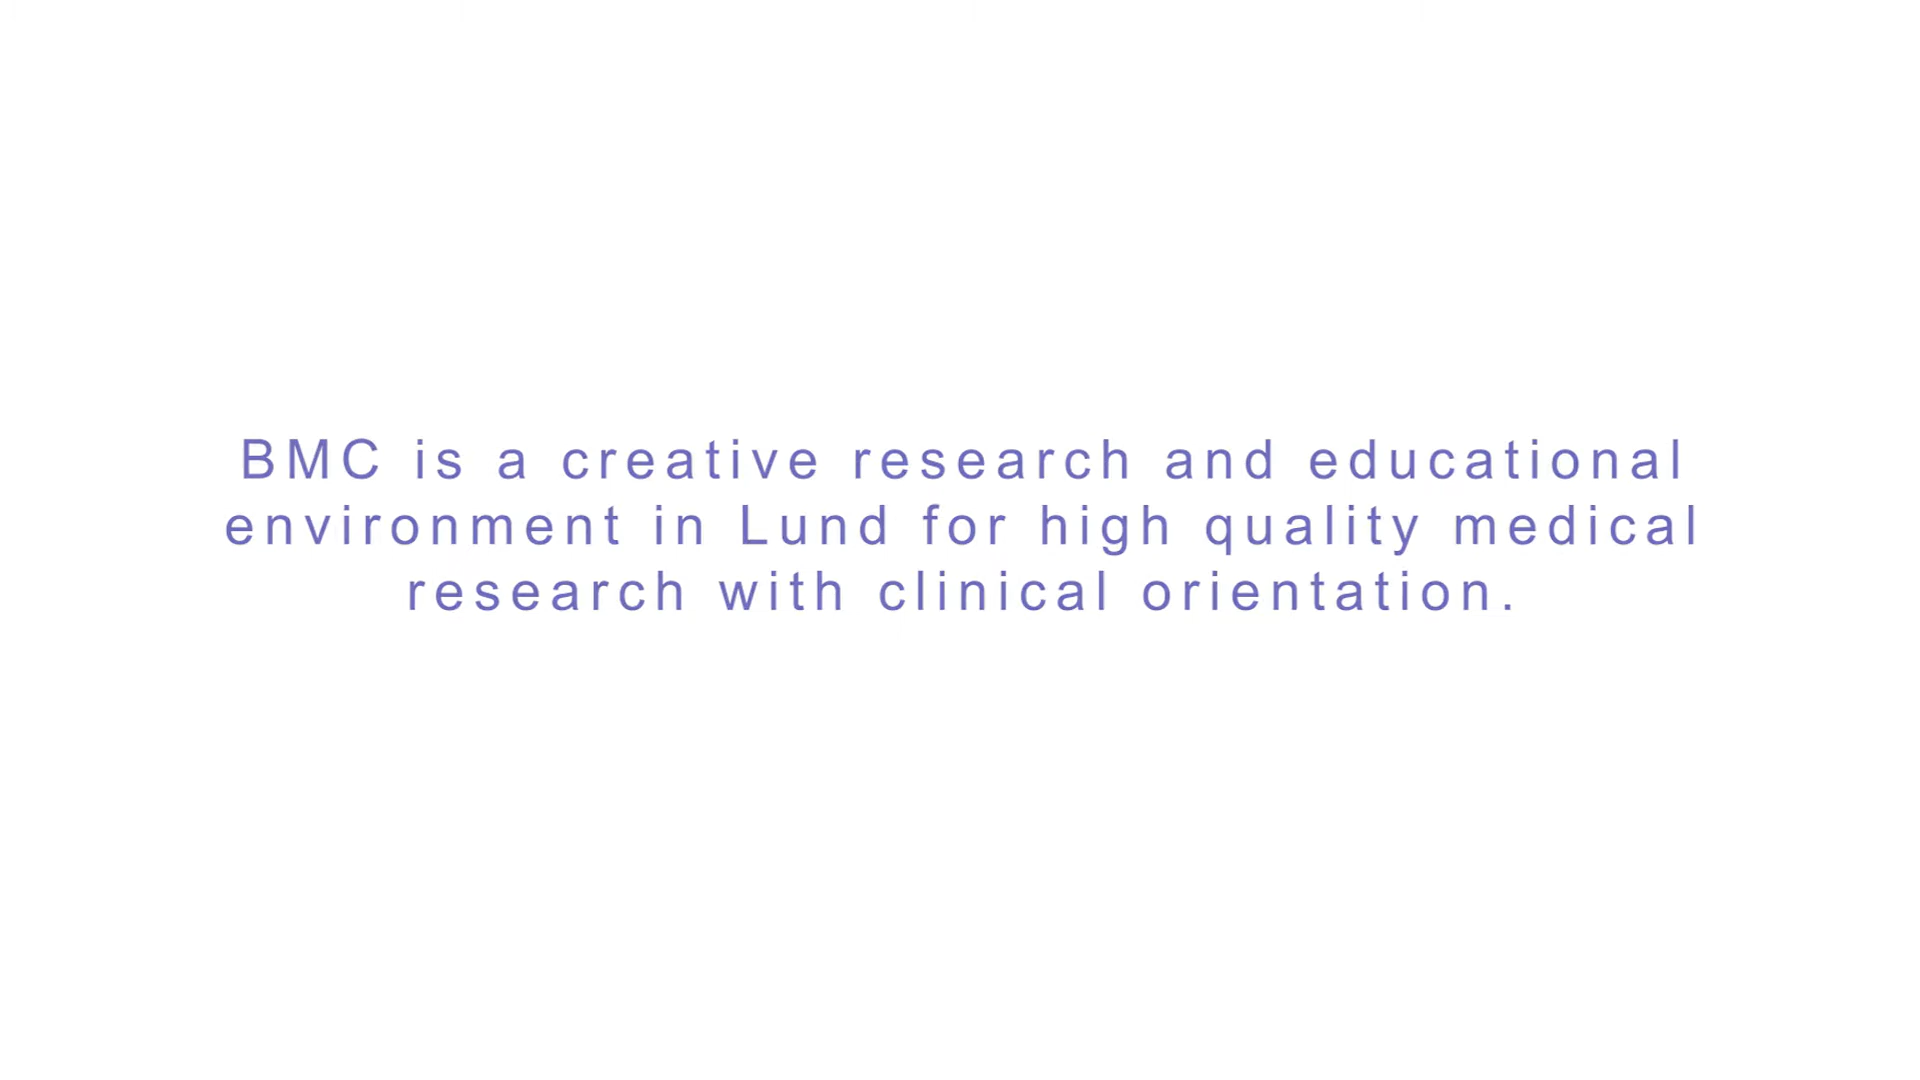 BMC is a creative research and educational
environment in Lund for high quality medical
research with clinical orientation.